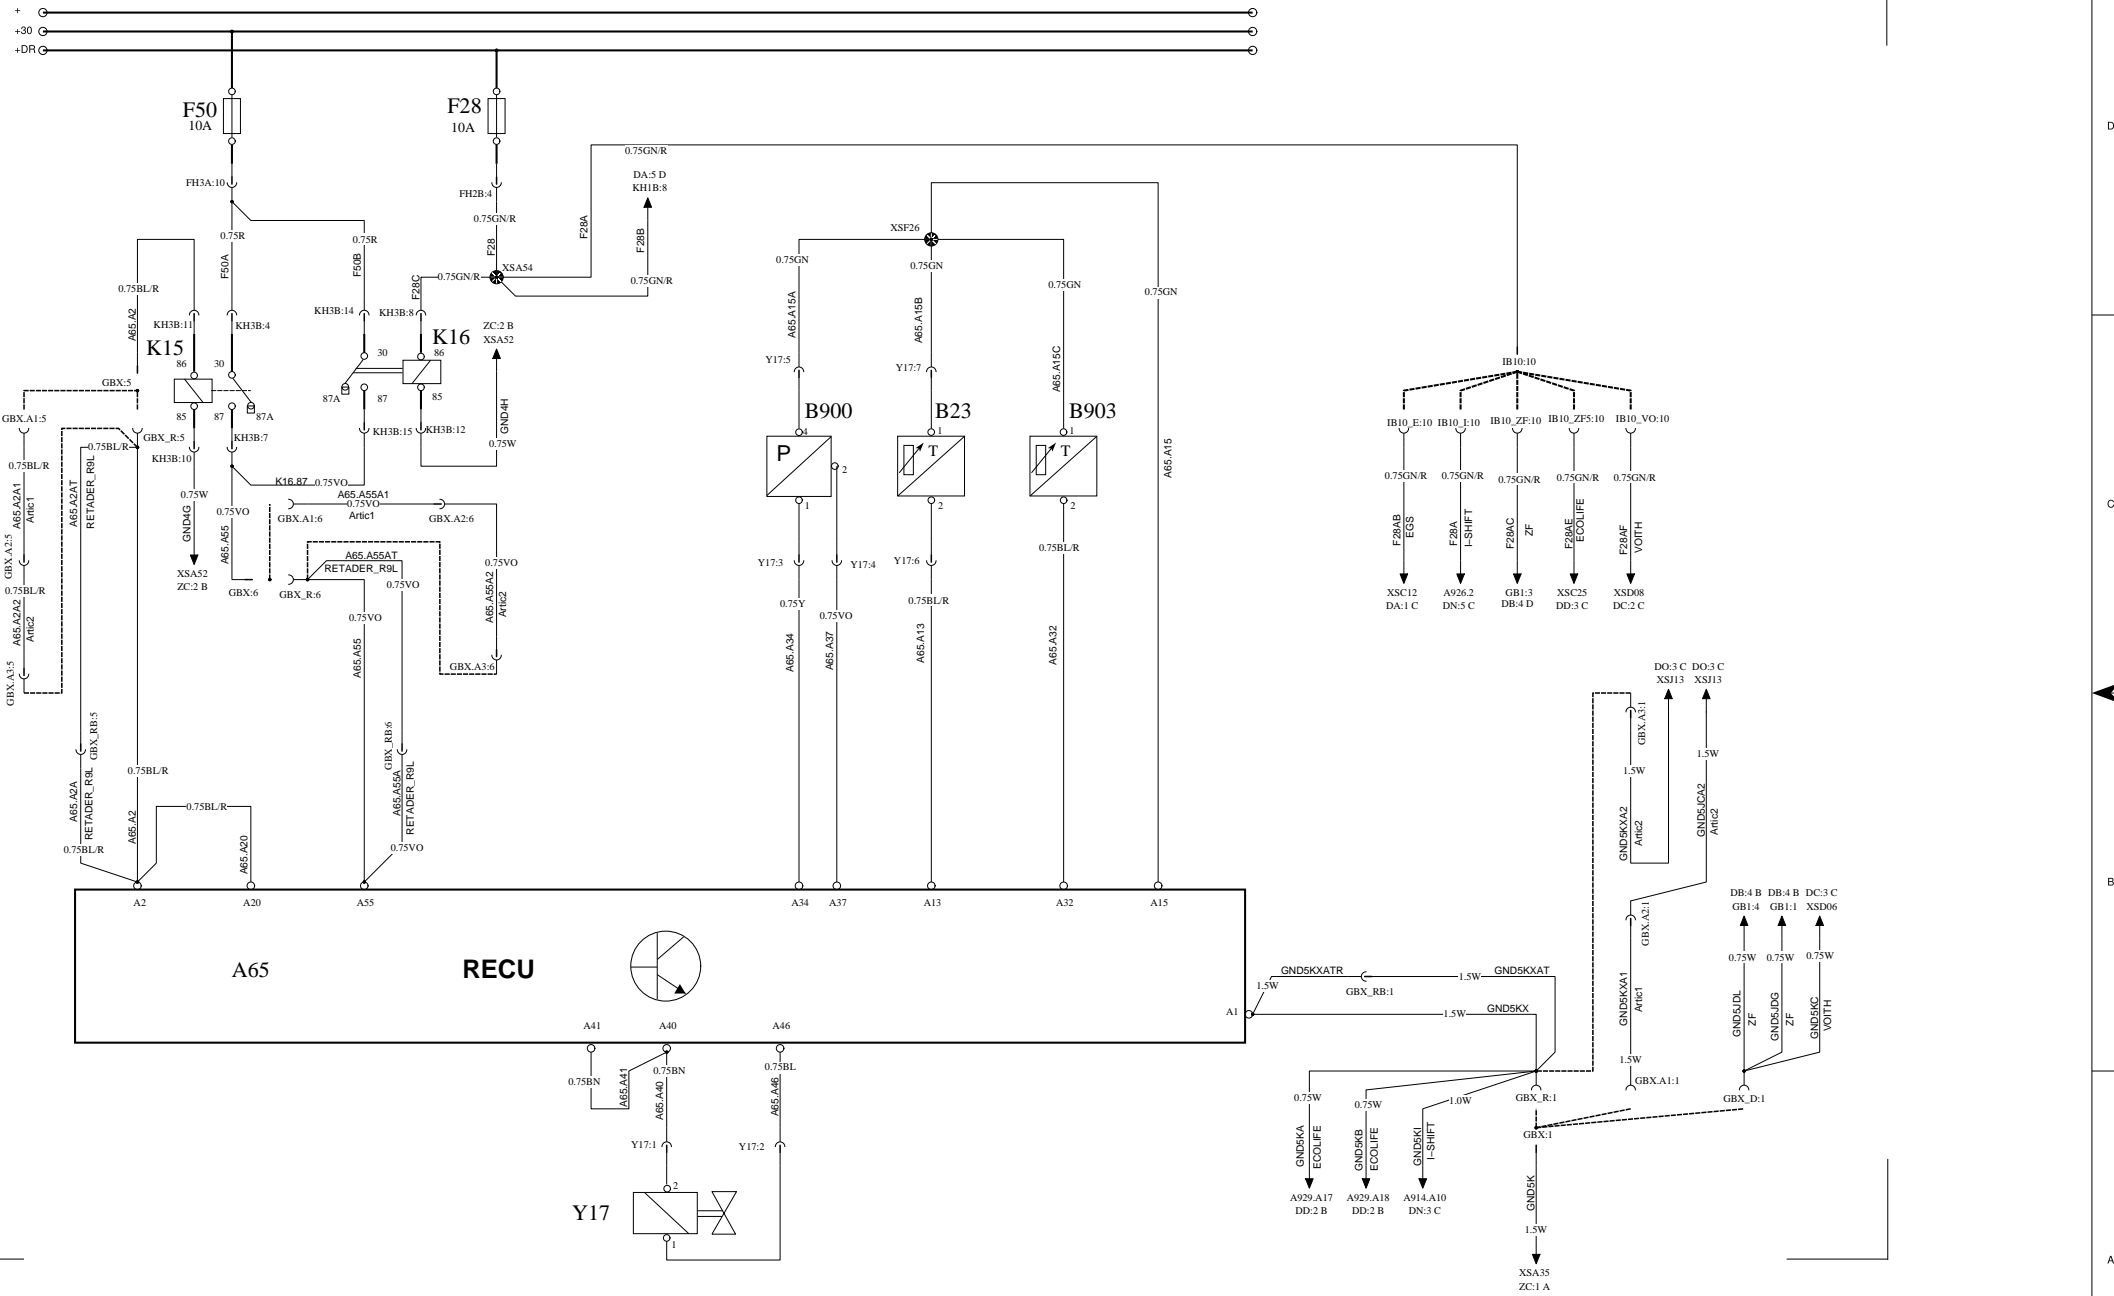 +
+30
+DR
F50
10A
F28
10A
D
0.75GN/R
DA:5 D
KH1B:8
FH3A:10
FH2B:4
0.75GN/R
F28A
F28B
0.75R
0.75R
F28
XSF26
F50A
F50B
XSA54
0.75GN/R
0.75GN/R
F28C
0.75GN
0.75GN
0.75GN
0.75GN
0.75BL/R
A65.A2
A65.A15A
A65.A15B
KH3B:11
KH3B:4
KH3B:14
KH3B:8
ZC:2 B
XSA52
K15
K16
86
30
30
86
Y17:5
Y17:7
A65.A15C
IB10:10
GBX:5
87A
87
85
85
87
87A
GND4H
B900
B23
B903
GBX.A1:5
GBX_R:5
KH3B:7
KH3B:15
KH3B:12
0.75W
IB10_E:10
IB10_I:10
IB10_ZF:10
IB10_ZF5:10
IB10_VO:10
4
1
1
P
T
T
2
0.75BL/R
KH3B:10
0.75BL/R
A65.A2AT
RETADER_R9L
A65.A15
0.75GN/R
0.75GN/R
0.75GN/R
0.75GN/R
0.75GN/R
K16.87
0.75VO
0.75W
A65.A55A1
0.75VO
Artic1
A65.A2A1
Artic1
GND4G
0.75VO
GBX.A1:6
GBX.A2:6
1
2
2
C
A65.A55
F28AB
EGS
F28A
I-SHIFT
F28AC
ZF
F28AE
ECOLIFE
F28AF
VOITH
GBX.A2:5
A65.A55AT
RETADER_R9L
0.75VO
0.75BL/R
Y17:3
Y17:4
Y17:6
XSA52
ZC:2 B
0.75BL/R
GBX:6
GBX_R:6
0.75VO
A65.A55A2
Artic2
XSC12
DA:1 C
A926.2
DN:5 C
GB1:3
DB:4 D
XSC25
DD:3 C
XSD08
DC:2 C
0.75Y
0.75VO
0.75BL/R
0.75VO
A65.A2A2
Artic2
A65.A55
A65.A34
A65.A37
A65.A13
A65.A32
GBX.A3:5
GBX.A3:6
DO:3 C
XSJ13
DO:3 C
XSJ13
GBX.A3:1
GBX_RB:5
GBX_RB:6
1.5W
1.5W
0.75BL/R
A65.A2A
RETADER_R9L
A65.A55A
RETADER_R9L
0.75BL/R
A65.A2
A65.A20
GND5KXA2
Artic2
GND5JCA2
Artic2
0.75BL/R
0.75VO
B
A2
A20
A55
A34
A37
A13
A32
A15
DB:4 B
GB1:4
DB:4 B
GB1:1
DC:3 C
XSD06
GBX.A2:1
A65
RECU
0.75W
0.75W
0.75W
GND5KXATR
1.5W
GND5KXAT
1.5W
GBX_RB:1
A1
1.5W
GND5KX
GND5KXA1
Artic1
GND5JDL
ZF
GND5JDG
ZF
GND5KC
VOITH
A41
A40
A46
0.75BN
0.75BN
0.75BL
A65.A41
A65.A40
A65.A46
1.5W
GBX.A1:1
0.75W
0.75W
1.0W
GBX_R:1
GBX_D:1
GBX:1
GND5KA
ECOLIFE
GND5KB
ECOLIFE
GND5KI
I-SHIFT
Y17:1
Y17:2
2
Y17
1
GND5K
A929.A17
DD:2 B
A929.A18
DD:2 B
A914.A10
DN:3 C
1.5W
XSA35
ZC:1 A
A